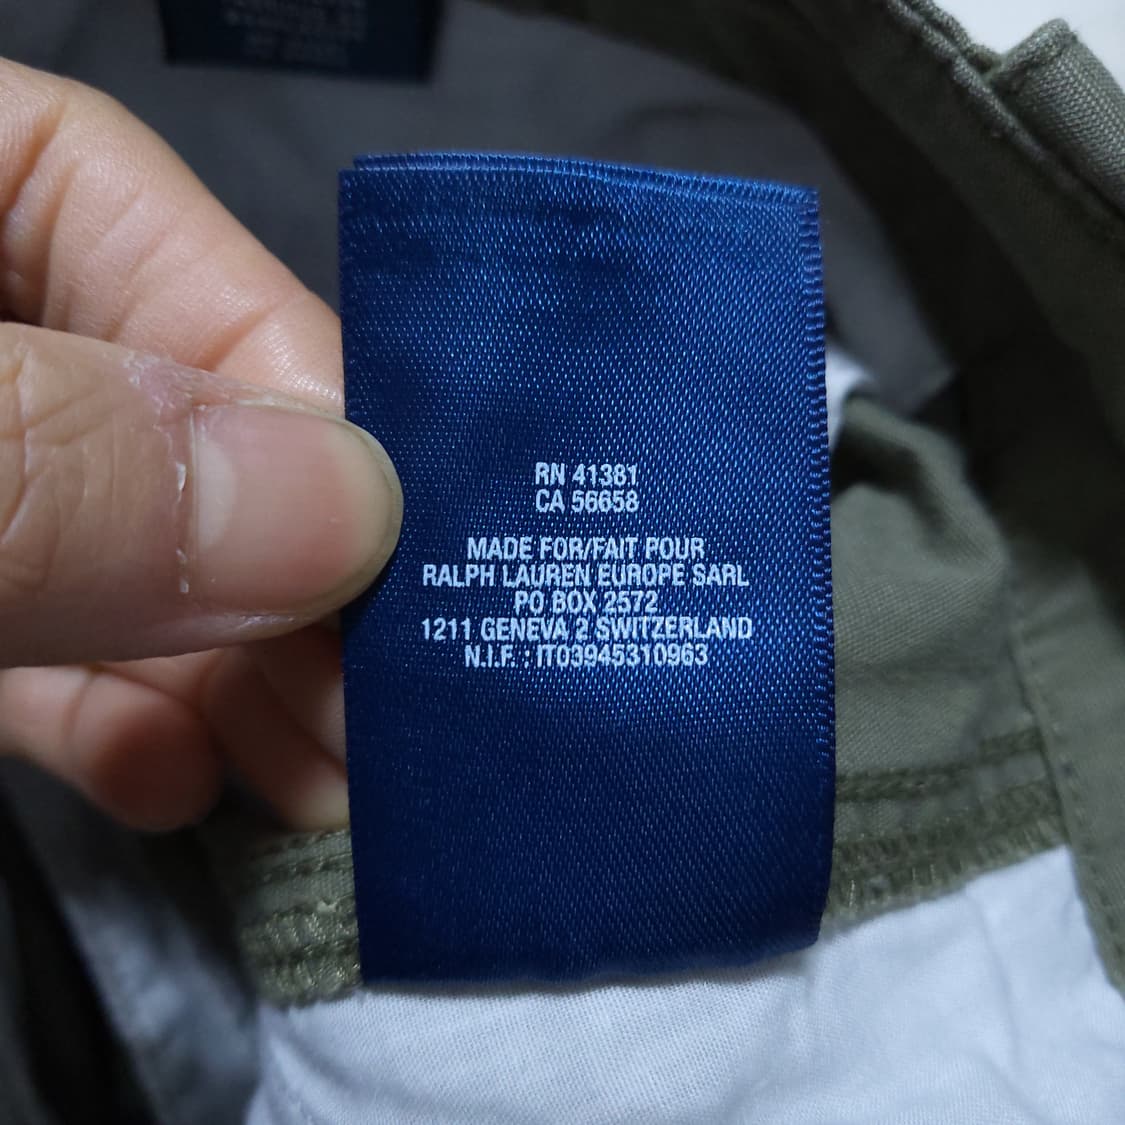 RN 41381
CA 56658
MADE FOR/FAIT POUR
RALPH LAUREN EUROPE SARL
PO BOX 2572
1211 GENEVA 2 SWITZERLAND
N.I.F. : IT03945310963